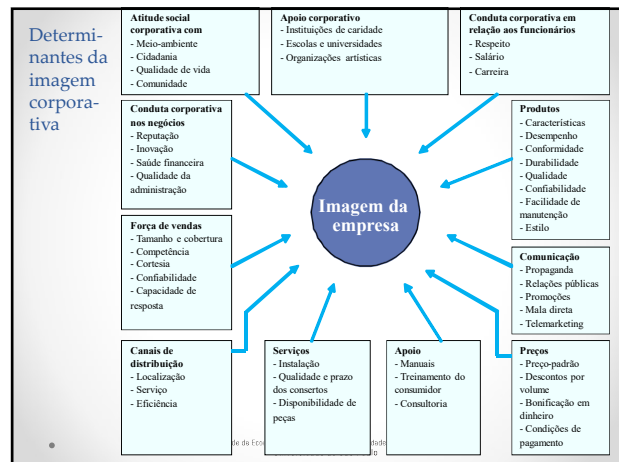 Determi-
nantes da
imagem
corpora-
tiva
Atitude social
corporativa com
- Meio-ambiente
- Cidadania
- Qualidade de vida
- Comunidade
Apoio corporativo
- Instituições de caridade
- Escolas e universidades
- Organizações artísticas
Conduta corporativa em
relação aos funcionários
- Respeito
- Salário
- Carreira
Conduta corporativa
nos negócios
- Reputação
- Inovação
- Saúde financeira
- Qualidade da
administração
Produtos
- Características
- Desempenho
- Conformidade
- Durabilidade
- Qualidade
- Confiabilidade
- Facilidade de
manutenção
- Estilo
Imagem da
empresa
Força de vendas
- Tamanho e cobertura
- Competência
- Cortesia
- Confiabilidade
- Capacidade de
resposta
Comunicação
- Propaganda
- Relações públicas
- Promoções
- Mala direta
- Telemarketing
Canais de
distribuição
- Localização
- Serviço
- Eficiência
Serviços
- Instalação
- Qualidade e prazo
dos consertos
- Disponibilidade de
peças
Apoio
- Manuais
- Treinamento do
consumidor
- Consultoria
Preços
- Preço-padrão
- Descontos por
volume
- Bonificação em
dinheiro
- Condições de
pagamento